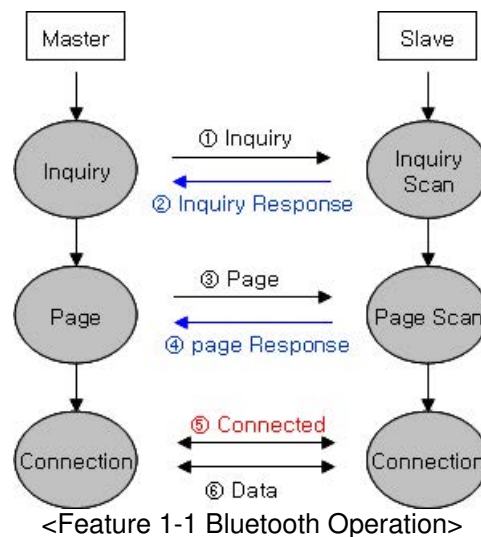 Master
Slave
① Inquiry
Inquiry
Inquiry
Scan
② Inquiry Response
③ Page
Page
Page Scan
④ page Response
⑤ Connected
Connection
Connection
⑥ Data
<Feature 1-1 Bluetooth Operation>